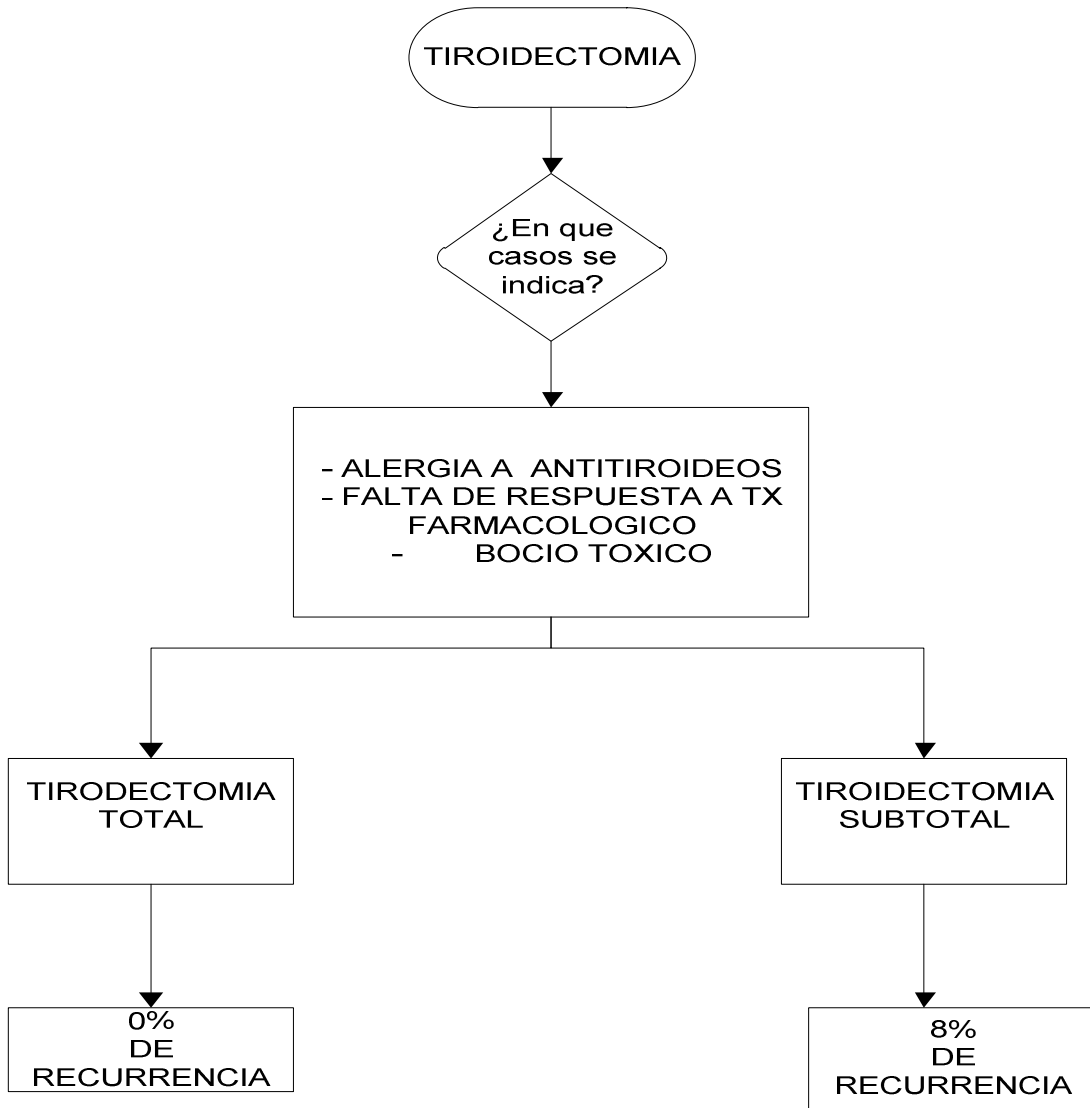 TIROIDECTOMIA
¿En que
casos se
indica?
- ALERGIA A ANTITIROIDEOS
- FALTA DE RESPUESTA A TX
FARMACOLOGICO
- BOCIO TOXICO
TIRODECTOMIA
TOTAL
TIROIDECTOMIA
SUBTOTAL
0%
DE
RECURRENCIA
8%
DE
RECURRENCIA